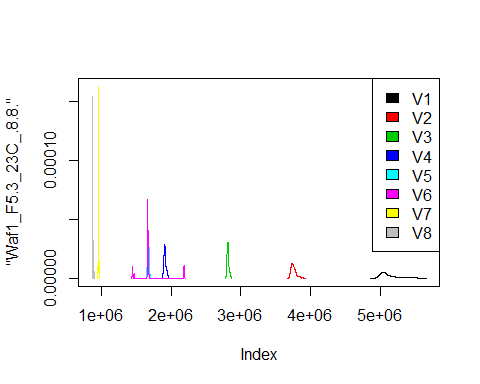 "Waf1_F5.3_23C_.8.8."
0.00010
0.00000
V1
V2
V3
V4
V5
V6
V7
V8
1e+06 2e+06 3e+06 4e+06 5e+06
Index